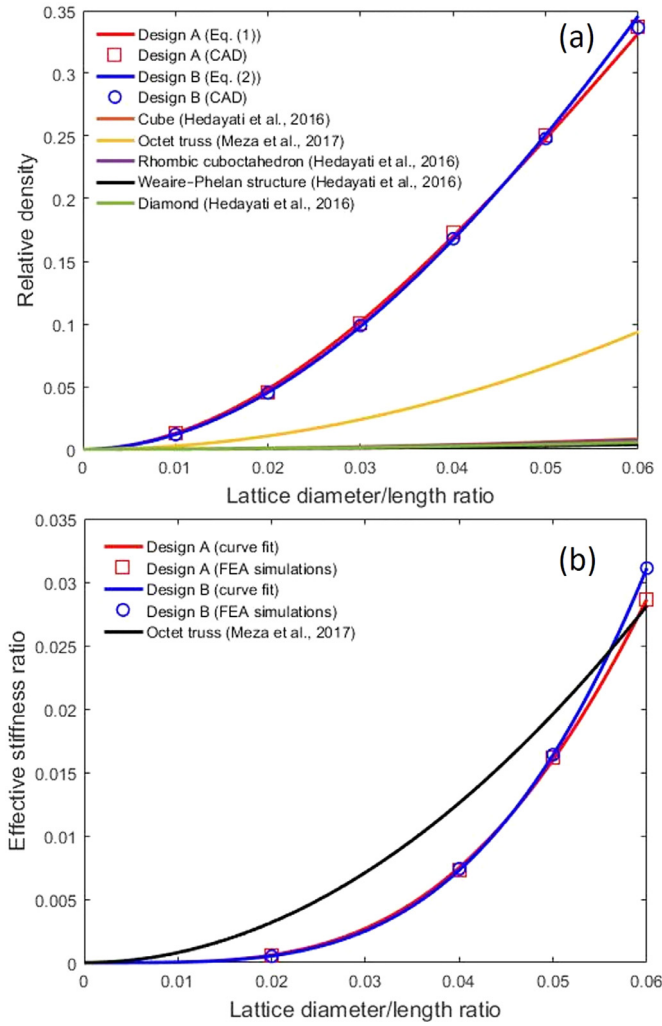 (a)
Design A (Eq. (1))
Design A (CAD)
Design B (Eq. (2))
Design B (CAD)
Cube (Hedayati et al., 2016)
Octet truss (Meza et al., 2017)
Rhombic cuboctahedron (Hedayati et al., 2016)
Weaire–Phelan structure (Hedayati et al., 2016)
Diamond (Hedayati et al., 2016)
Relative density
0.35
0.3
0.25
0.2
0.15
0.1
0.05
0
0 0.01 0.02 0.03 0.04 0.05 0.06
Lattice diameter/length ratio
(b)
Design A (curve fit)
Design A (FEA simulations)
Design B (curve fit)
Design B (FEA simulations)
Octet truss (Meza et al., 2017)
Effective stiffness ratio
0.035
0.03
0.025
0.02
0.015
0.01
0.005
0
0 0.01 0.02 0.03 0.04 0.05 0.06
Lattice diameter/length ratio